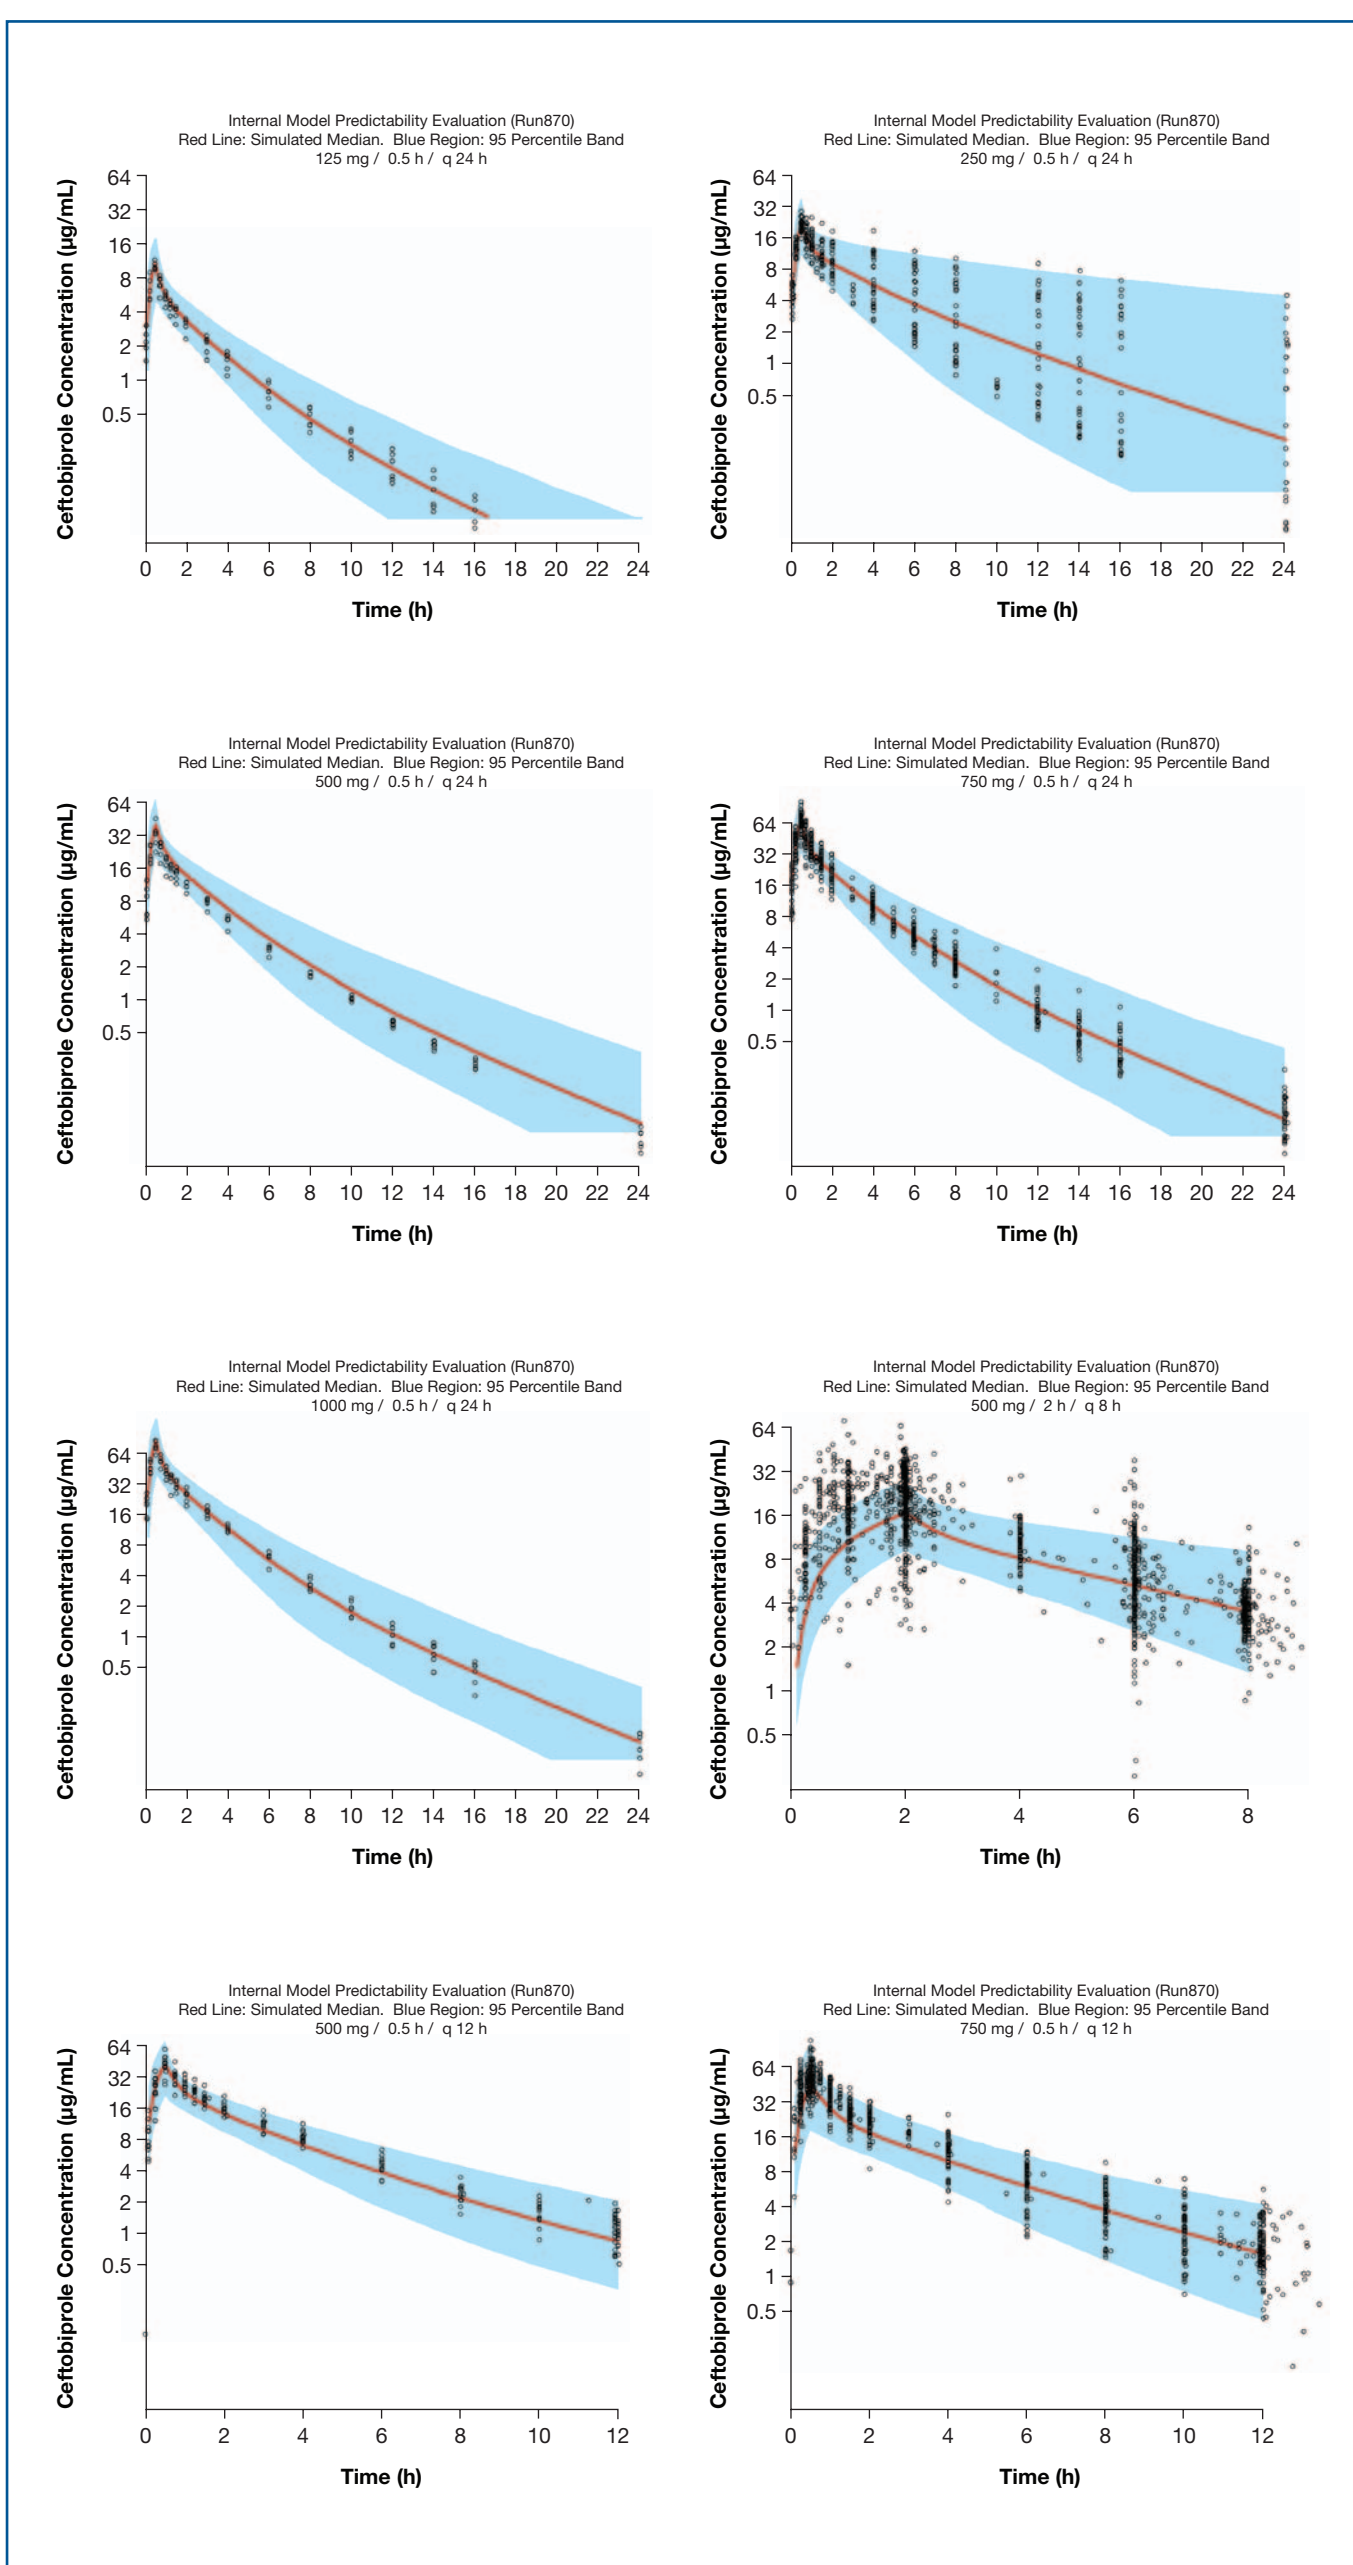 Internal Model Predictability Evaluation (Run870)
Red Line: Simulated Median. Blue Region: 95 Percentile Band
125 mg / 0.5 h / q 24 h
Ceftobiprole Concentration (µg/mL)
64
32
16
8
4
2
1
0.5
0 2 4 6 8 10 12 14 16 18 20 22 24
Time (h)
Internal Model Predictability Evaluation (Run870)
Red Line: Simulated Median. Blue Region: 95 Percentile Band
250 mg / 0.5 h / q 24 h
Ceftobiprole Concentration (µg/mL)
64
32
16
8
4
2
1
0.5
0 2 4 6 8 10 12 14 16 18 20 22 24
Time (h)
Internal Model Predictability Evaluation (Run870)
Red Line: Simulated Median. Blue Region: 95 Percentile Band
500 mg / 0.5 h / q 24 h
Ceftobiprole Concentration (µg/mL)
64
32
16
8
4
2
1
0.5
0 2 4 6 8 10 12 14 16 18 20 22 24
Time (h)
Internal Model Predictability Evaluation (Run870)
Red Line: Simulated Median. Blue Region: 95 Percentile Band
750 mg / 0.5 h / q 24 h
Ceftobiprole Concentration (µg/mL)
64
32
16
8
4
2
1
0.5
0 2 4 6 8 10 12 14 16 18 20 22 24
Time (h)
Internal Model Predictability Evaluation (Run870)
Red Line: Simulated Median. Blue Region: 95 Percentile Band
1000 mg / 0.5 h / q 24 h
Ceftobiprole Concentration (µg/mL)
64
32
16
8
4
2
1
0.5
0 2 4 6 8 10 12 14 16 18 20 22 24
Time (h)
Internal Model Predictability Evaluation (Run870)
Red Line: Simulated Median. Blue Region: 95 Percentile Band
500 mg / 2 h / q 8 h
Ceftobiprole Concentration (µg/mL)
64
32
16
8
4
2
1
0.5
0 2 4 6 8
Time (h)
Internal Model Predictability Evaluation (Run870)
Red Line: Simulated Median. Blue Region: 95 Percentile Band
500 mg / 0.5 h / q 12 h
Ceftobiprole Concentration (µg/mL)
64
32
16
8
4
2
1
0.5
0 2 4 6 8 10 12
Time (h)
Internal Model Predictability Evaluation (Run870)
Red Line: Simulated Median. Blue Region: 95 Percentile Band
750 mg / 0.5 h / q 12 h
Ceftobiprole Concentration (µg/mL)
64
32
16
8
4
2
1
0.5
0 2 4 6 8 10 12
Time (h)